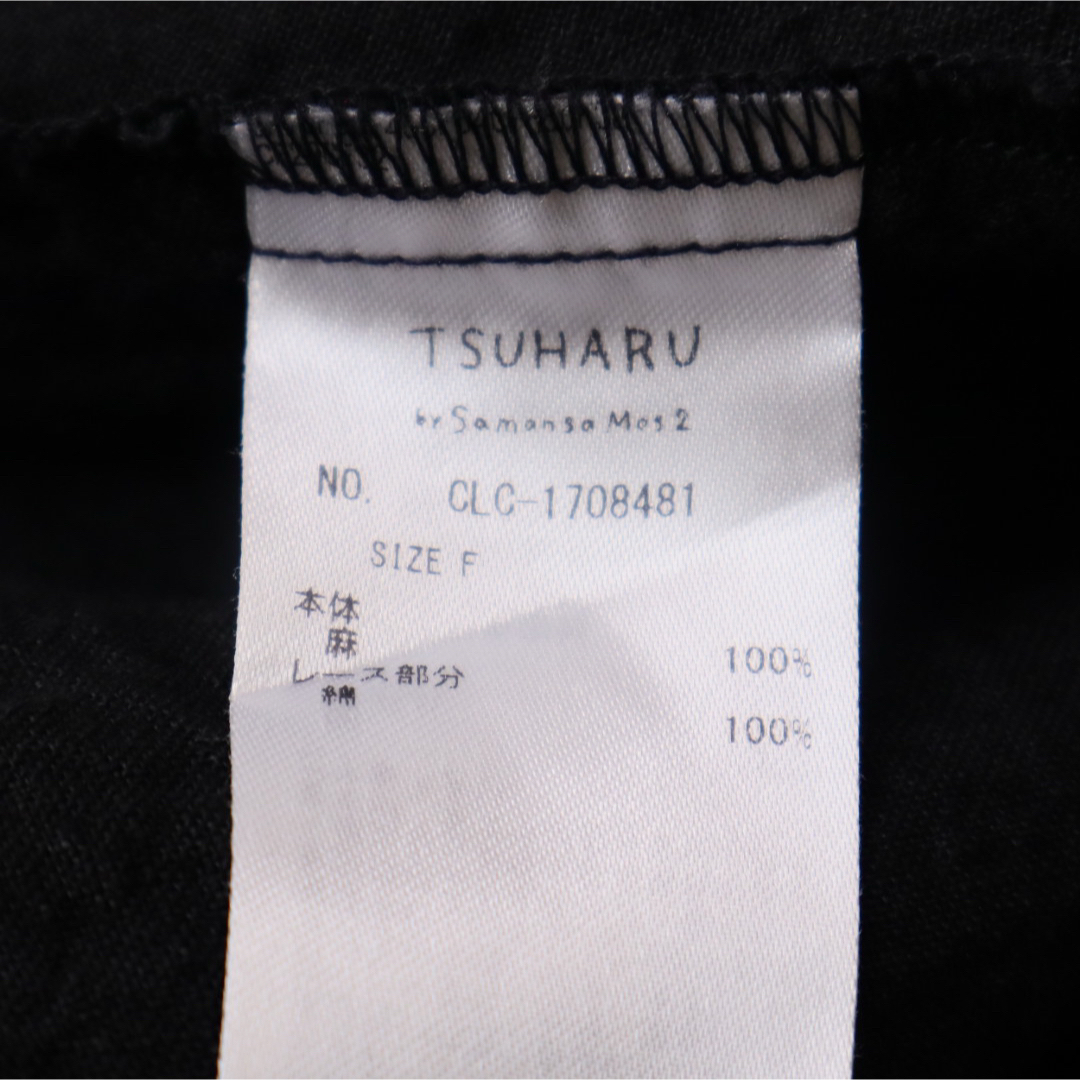 TSUHARU
by Samansa Mos2
NO. CLC-1708481
SIZE F
本体
麻 100%
レース部分
綿 100%